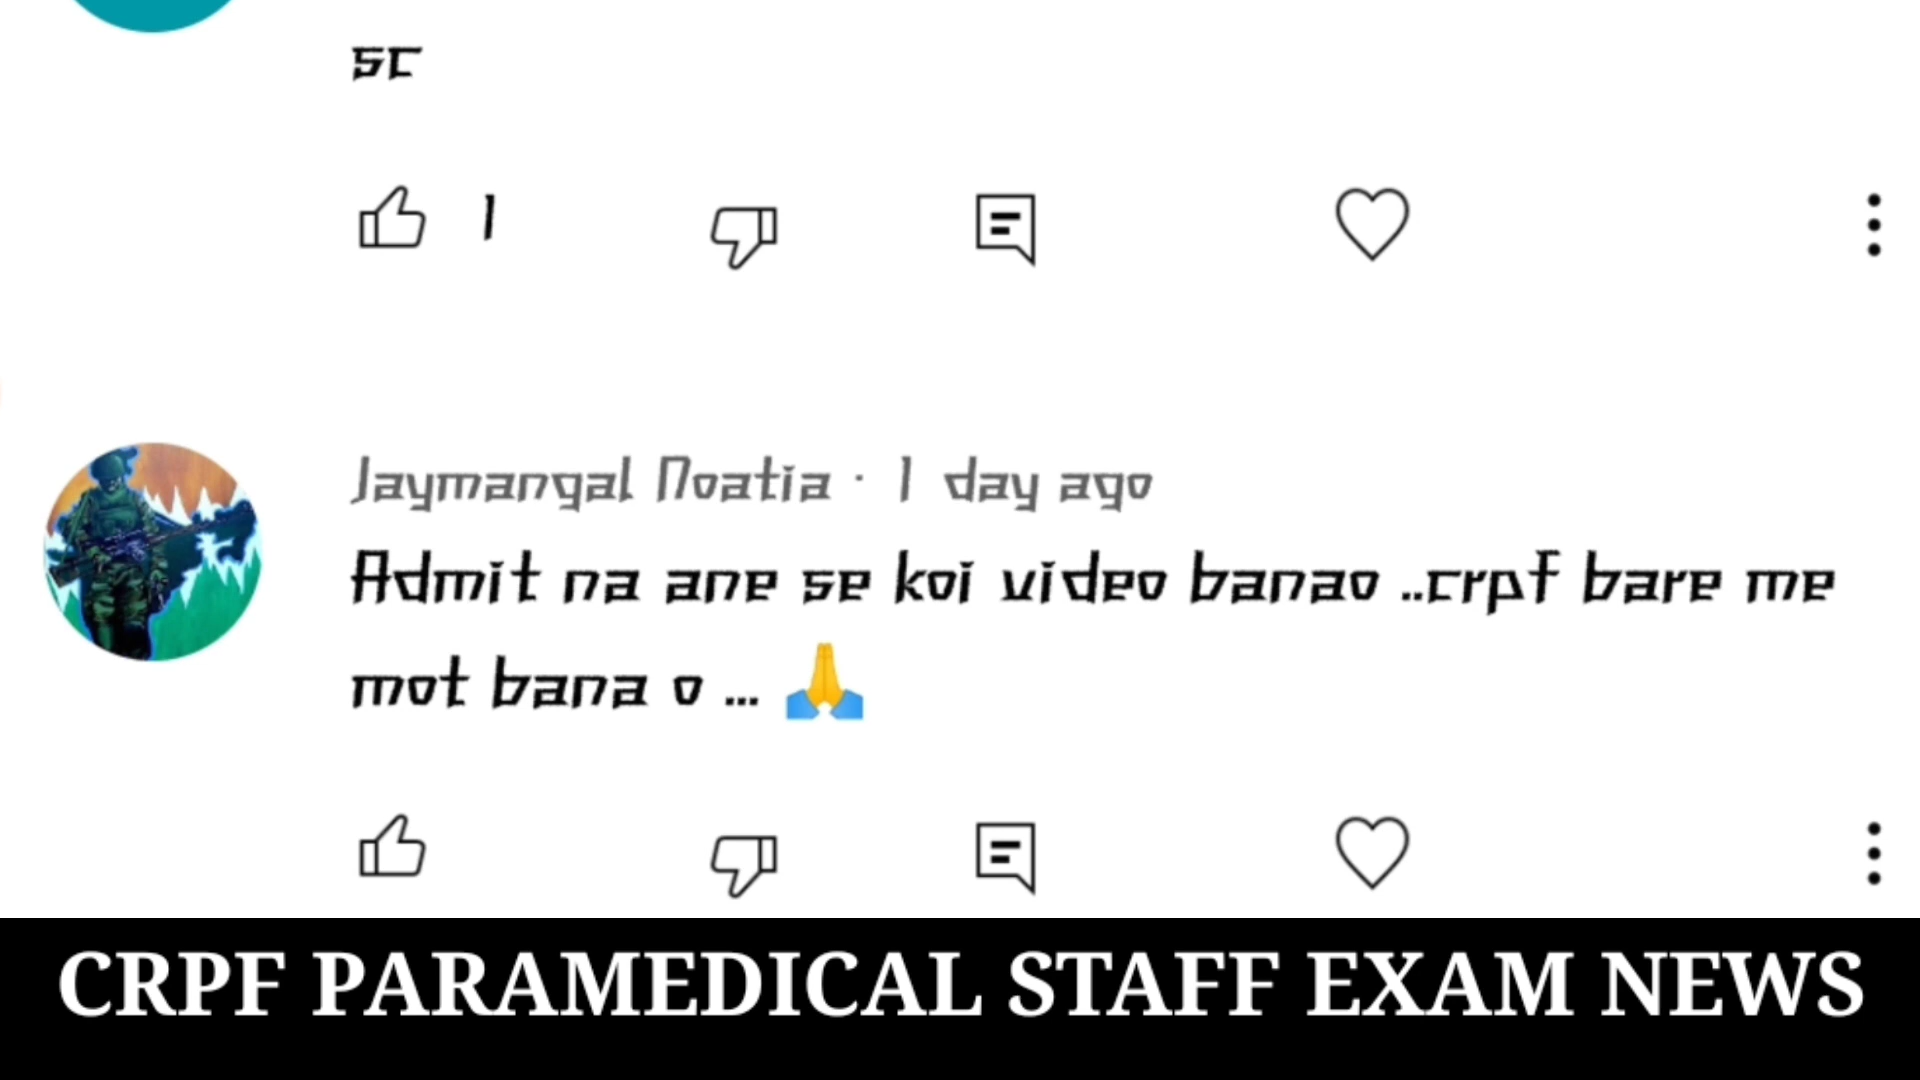 sc
1
Jaymangal Noatia · 1 day ago
Admit na ane se koi video banao ..crpf bare me
mot bana o ... 🙏
CRPF PARAMEDICAL STAFF EXAM NEWS